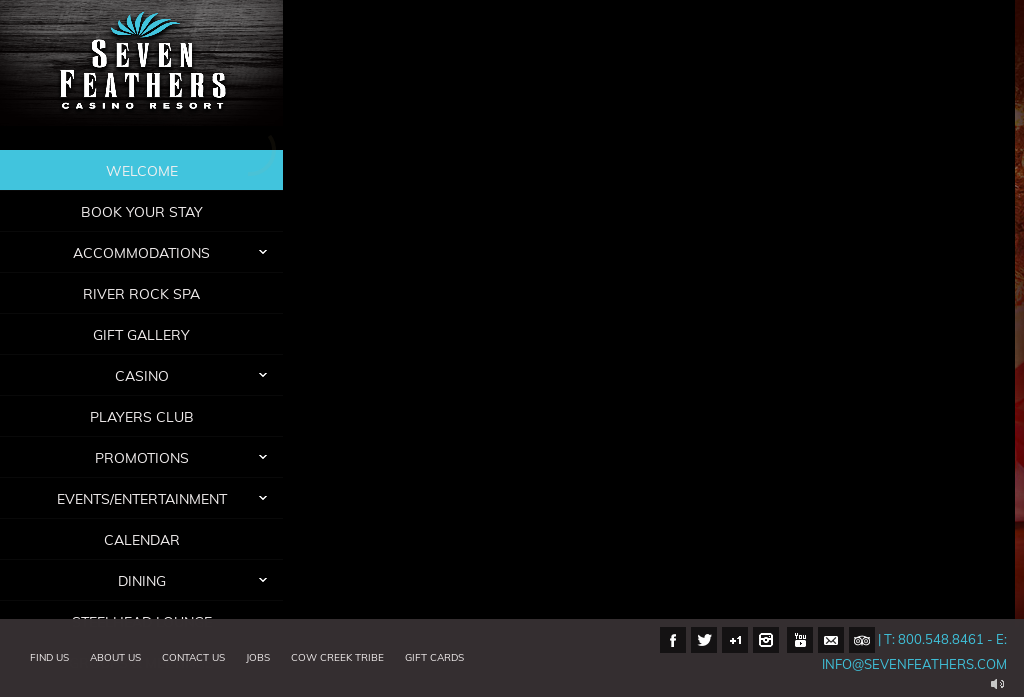 SEVEN
FEATHERS
CASINO RESORT
WELCOME
BOOK YOUR STAY
ACCOMMODATIONS
RIVER ROCK SPA
GIFT GALLERY
CASINO
PLAYERS CLUB
PROMOTIONS
EVENTS/ENTERTAINMENT
CALENDAR
DINING
STEELHEAD LOUNGE
FIND US ABOUT US CONTACT US JOBS COW CREEK TRIBE GIFT CARDS
+1 You | T: 800.548.8461 - E:
INFO@SEVENFEATHERS.COM